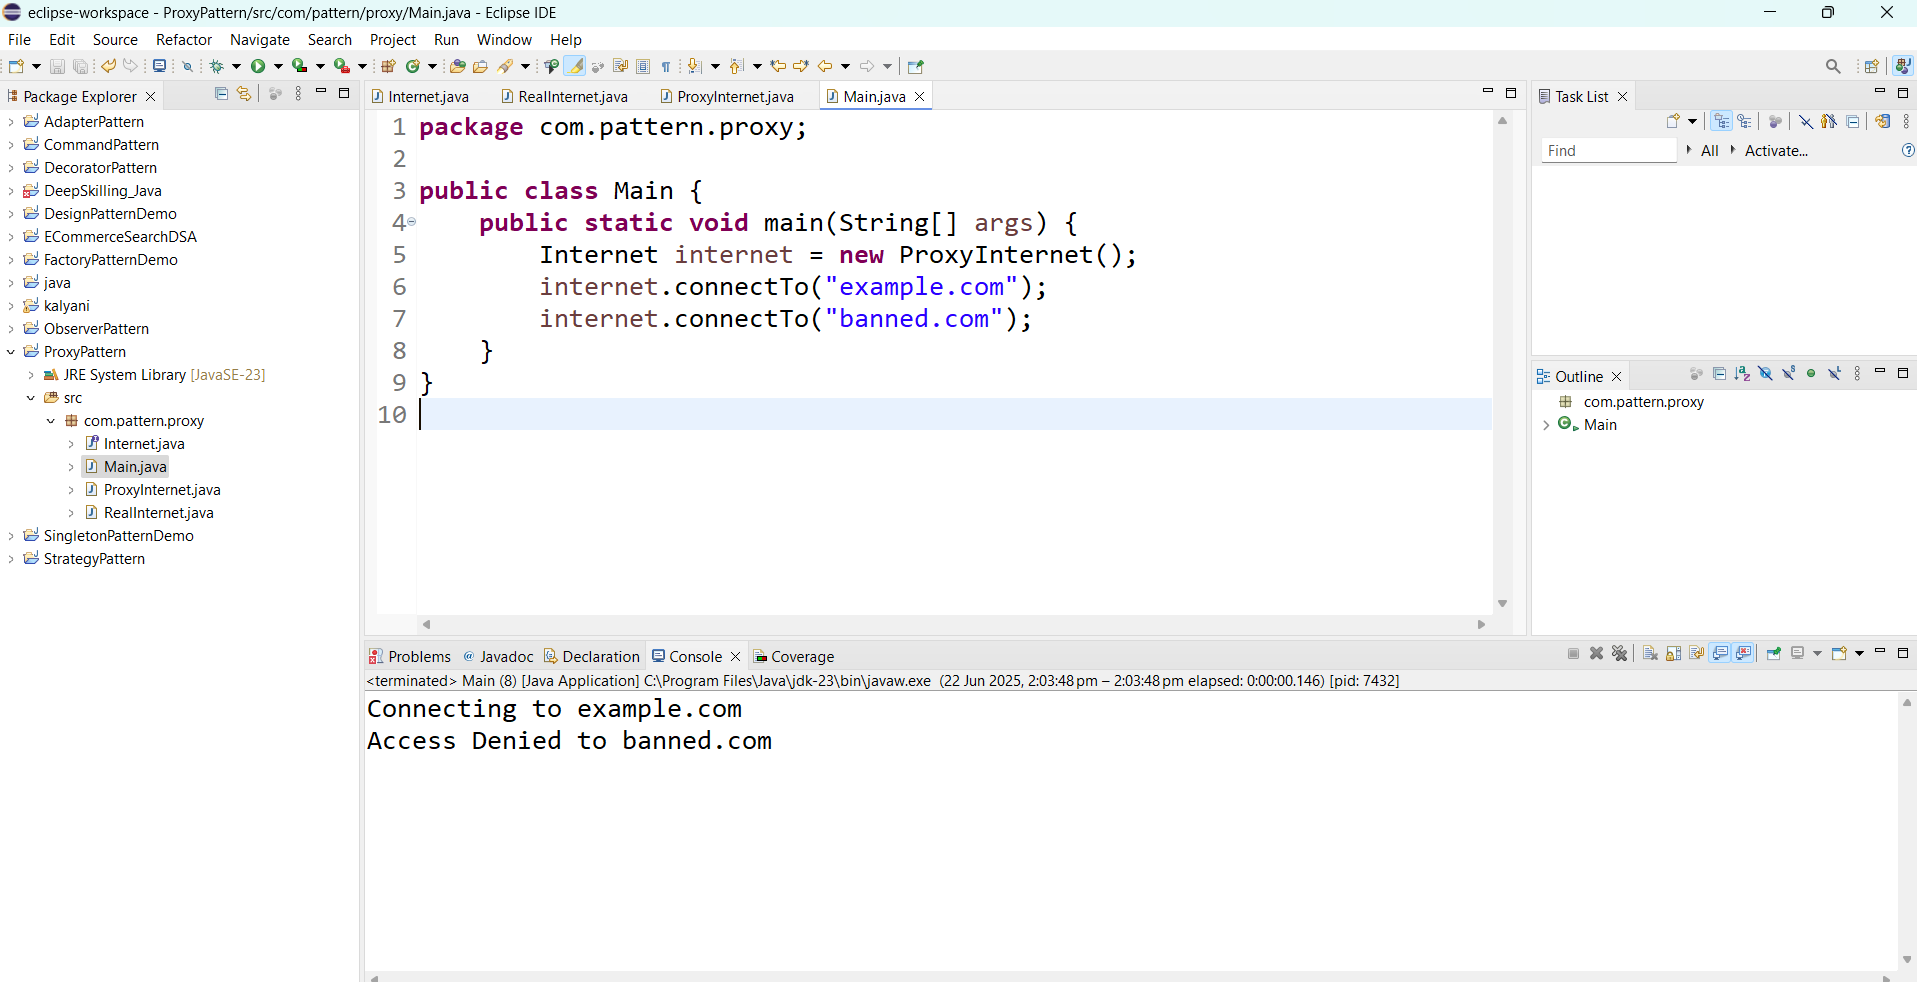 eclipse-workspace - ProxyPattern/src/com/pattern/proxy/Main.java - Eclipse IDE
File Edit Source Refactor Navigate Search Project Run Window Help
Package Explorer
AdapterPattern
CommandPattern
DecoratorPattern
DeepSkilling_Java
DesignPatternDemo
ECommerceSearchDSA
FactoryPatternDemo
java
kalyani
ObserverPattern
ProxyPattern
JRE System Library [JavaSE-23]
src
com.pattern.proxy
Internet.java
Main.java
ProxyInternet.java
RealInternet.java
SingletonPatternDemo
StrategyPattern
Internet.java RealInternet.java ProxyInternet.java Main.java
1 package com.pattern.proxy;
2
3 public class Main {
4 public static void main(String[] args) {
5 Internet internet = new ProxyInternet();
6 internet.connectTo("example.com");
7 internet.connectTo("banned.com");
8 }
9 }
10
Task List
Find All Activate...
Outline
com.pattern.proxy
Main
Problems @ Javadoc Declaration Console Coverage
<terminated> Main (8) [Java Application] C:\Program Files\Java\jdk-23\bin\javaw.exe (22 Jun 2025, 2:03:48 pm – 2:03:48 pm elapsed: 0:00:00.146) [pid: 7432]
Connecting to example.com
Access Denied to banned.com